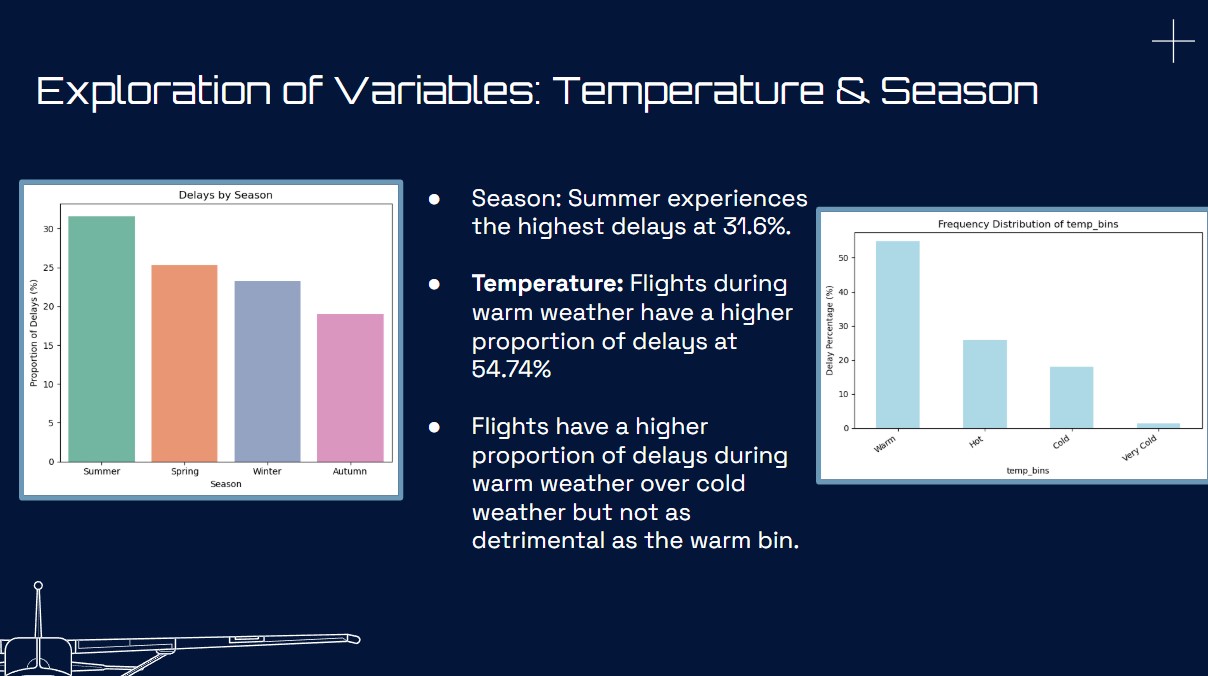 Exploration of Variables: Temperature & Season
Delays by Season
Proportion of Delays (%)
30
25
20
15
10
5
0
Summer Spring Winter Autumn
Season
● Season: Summer experiences
the highest delays at 31.6%.
● Temperature: Flights during
warm weather have a higher
proportion of delays at
54.74%
● Flights have a higher
proportion of delays during
warm weather over cold
weather but not as
detrimental as the warm bin.
Frequency Distribution of temp_bins
Delay Percentage (%)
50
40
30
20
10
0
Warm Hot Cold Very Cold
temp_bins